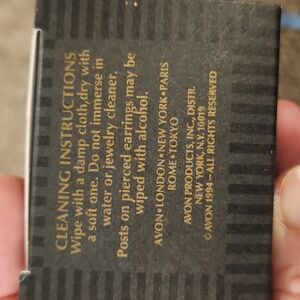 CLEANING INSTRUCTIONS
Wipe with a damp cloth, dry with
a soft one. Do not immerse in
water or jewelry cleaner.
Posts on pierced earrings may be
wiped with alcohol.
AVON•LONDON•NEW YORK•PARIS
ROME•TOKYO
AVON PRODUCTS, INC., DISTR.
NEW YORK, N.Y. 10019
© AVON 1994 – ALL RIGHTS RESERVED